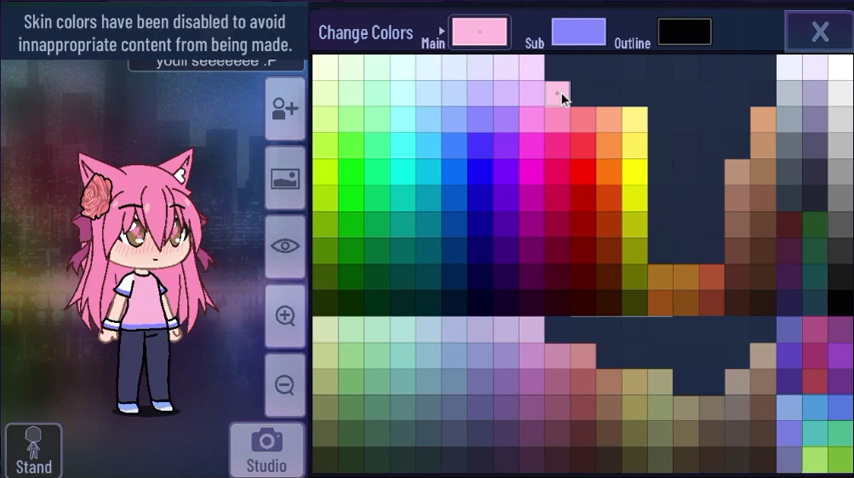 Skin colors have been disabled to avoid
innappropriate content from being made.
youll seeeeeee :P
Change Colors
Main
Sub
Outline
X
Stand
Studio